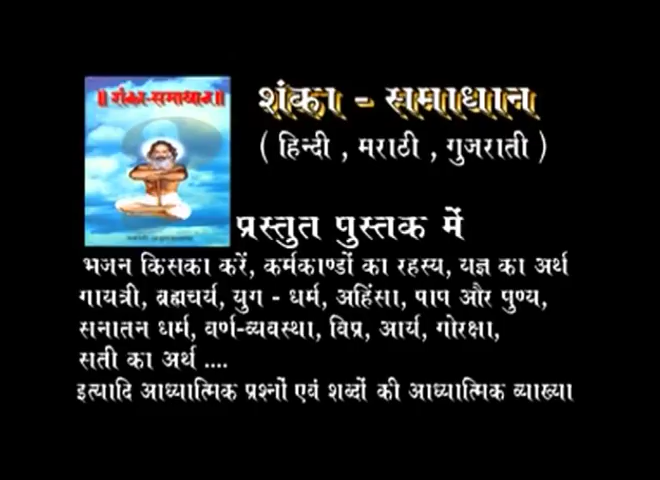 ॥ शंका-समाधान॥
शंका - समाधान
( हिन्दी , मराठी , गुजराती )
प्रस्तुत पुस्तक में
भजन किसका करें, कर्मकाण्डों का रहस्य, यज्ञ का अर्थ
गायत्री, ब्रह्मचर्य, युग - धर्म, अहिंसा, पाप और पुण्य,
सनातन धर्म, वर्ण-व्यवस्था, विप्र, आर्य, गोरक्षा,
सती का अर्थ ....
इत्यादि आध्यात्मिक प्रश्नों एवं शब्दों की आध्यात्मिक व्याख्या